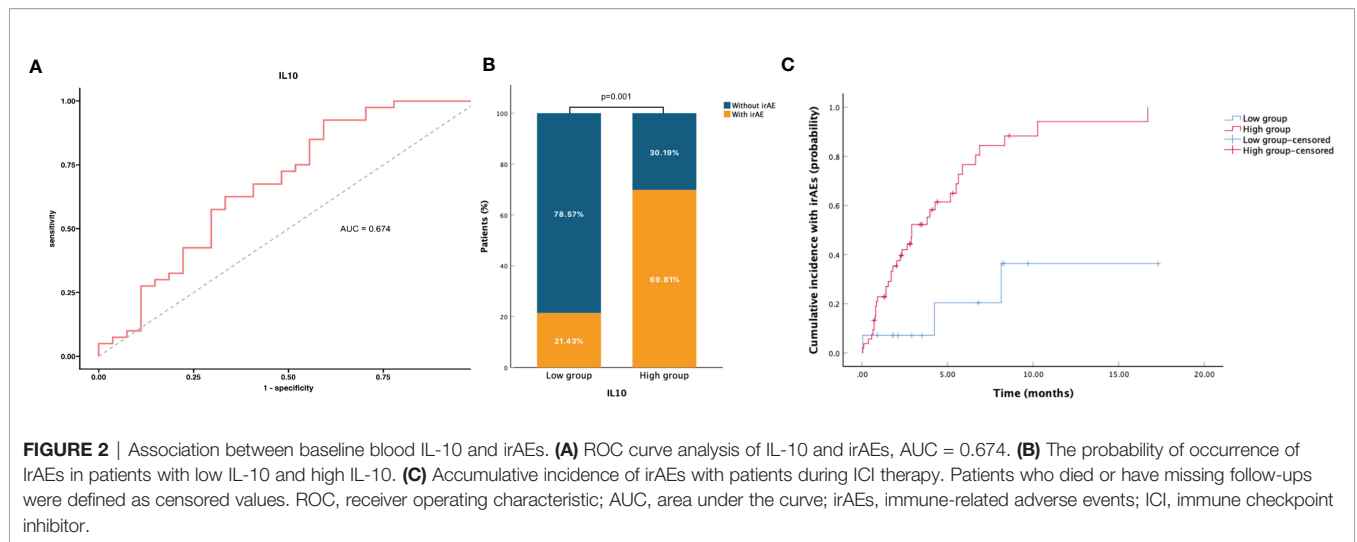 A
IL10
1.00
0.75
0.50
0.25
0.00
sensitivity
AUC = 0.674
0.00
0.25
0.50
0.75
1 - specificity
B
p=0.001
Without irAE
With irAE
100
80
60
40
20
0
Patients (%)
78.57%
21.43%
30.19%
69.81%
Low group
High group
IL10
C
Low group
High group
Low group-censored
High group-censored
1.0
0.8
0.6
0.4
0.2
0.0
Cumulative incidence with irAEs (probability)
.00
5.00
10.00
15.00
20.00
Time (months)
FIGURE 2 | Association between baseline blood IL-10 and irAEs. (A) ROC curve analysis of IL-10 and irAEs, AUC = 0.674. (B) The probability of occurrence of
IrAEs in patients with low IL-10 and high IL-10. (C) Accumulative incidence of irAEs with patients during ICI therapy. Patients who died or have missing follow-ups
were defined as censored values. ROC, receiver operating characteristic; AUC, area under the curve; irAEs, immune-related adverse events; ICI, immune checkpoint
inhibitor.